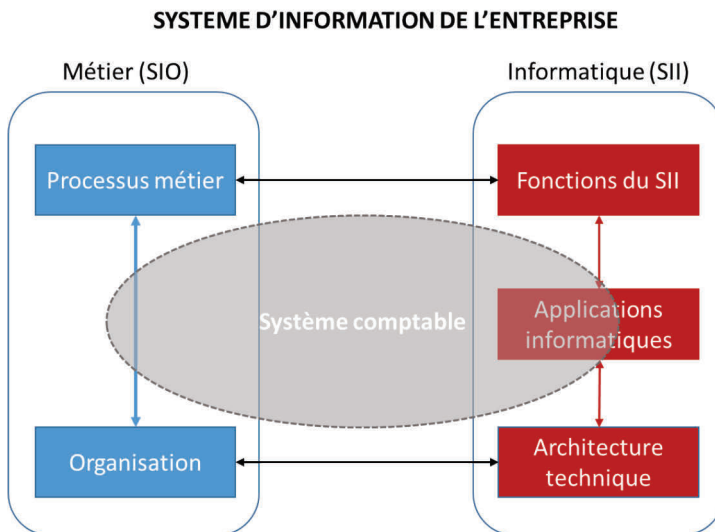 SYSTEME D'INFORMATION DE L'ENTREPRISE
Métier (SIO)
Informatique (SII)
Processus métier
Fonctions du SII
Système comptable
Applications
informatiques
Organisation
Architecture
technique